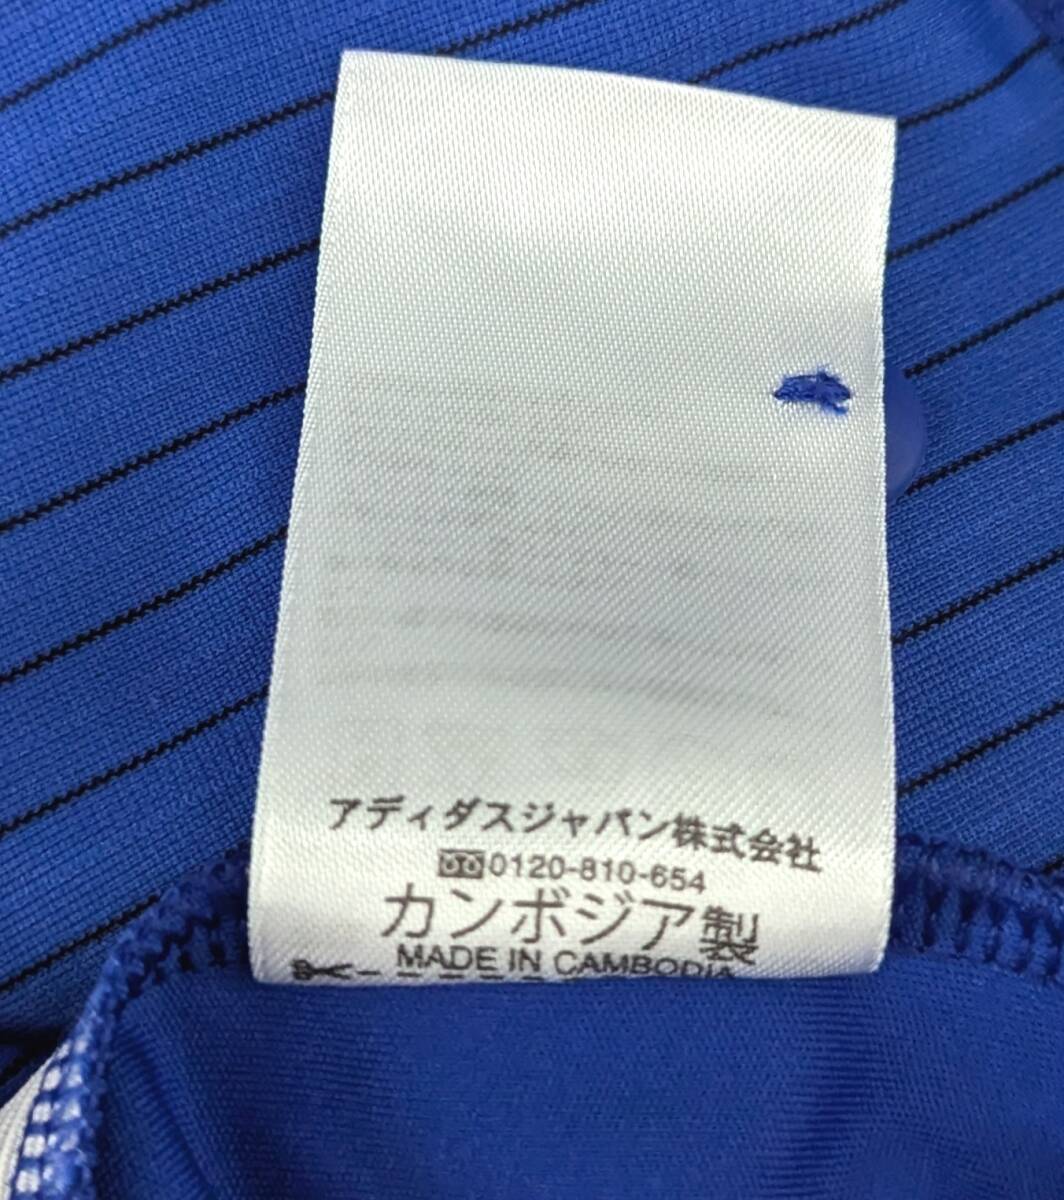 アディダスジャパン株式会社
0120-810-654
カンボジア製
MADE IN CAMBODIA